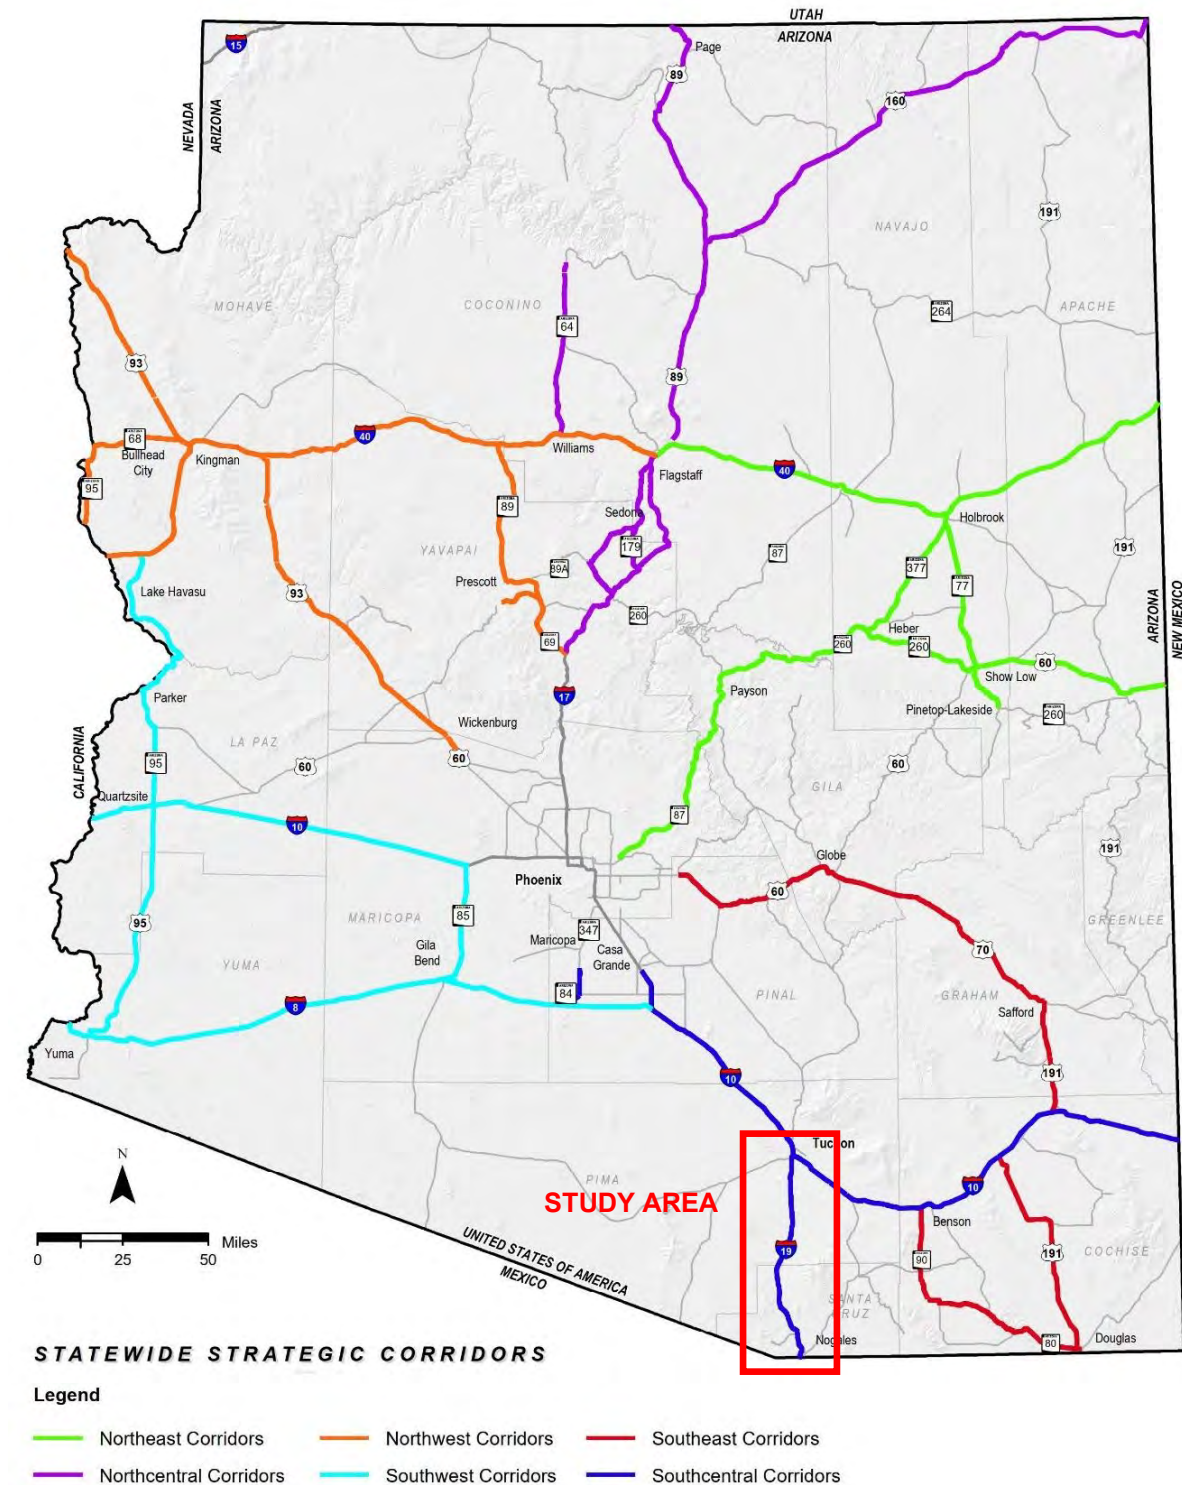 UTAH
ARIZONA
15
Page
89
160
NEVADA
ARIZONA
191
NAVAJO
MOHAVE
COCONINO
264
APACHE
64
93
89
68
40
Williams
Bullhead
City
Kingman
Flagstaff
40
95
89
Sedona
Holbrook
179
YAVAPAI
87
191
89A
377
77
Lake Havasu
93
Prescott
260
Heber
ARIZONA
NEW MEXICO
69
260
260
60
Show Low
Payson
17
Parker
Pinetop-Lakeside
260
Wickenburg
LA PAZ
60
60
60
CALIFORNIA
95
GILA
Quartzsite
10
87
191
Globe
Phoenix
60
MARICOPA
85
GREENLEE
95
347
Maricopa
Casa
Grande
Gila
Bend
70
YUMA
PINAL
GRAHAM
84
8
Safford
Yuma
10
191
Tucson
N
PIMA
STUDY AREA
10
Benson
0 25 50 Miles
UNITED STATES OF AMERICA
MEXICO
19
90
191
COCHISE
SANTA
CRUZ
Nogales
80
Douglas
STATEWIDE STRATEGIC CORRIDORS
Legend
Northeast Corridors Northwest Corridors Southeast Corridors
Northcentral Corridors Southwest Corridors Southcentral Corridors